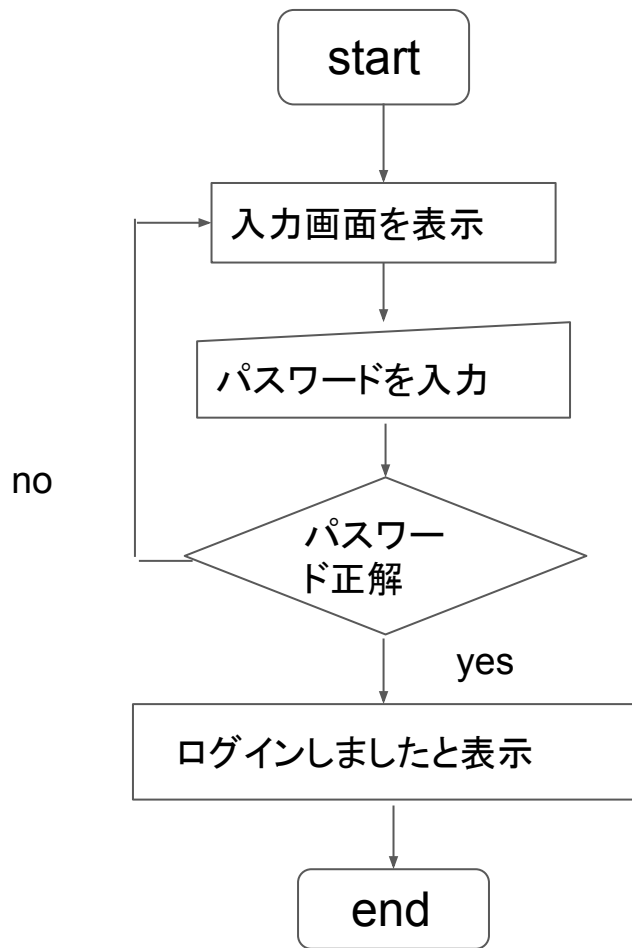 start
入力画面を表示
パスワードを入力
no
パスワー
ド正解
yes
ログインしましたと表示
end